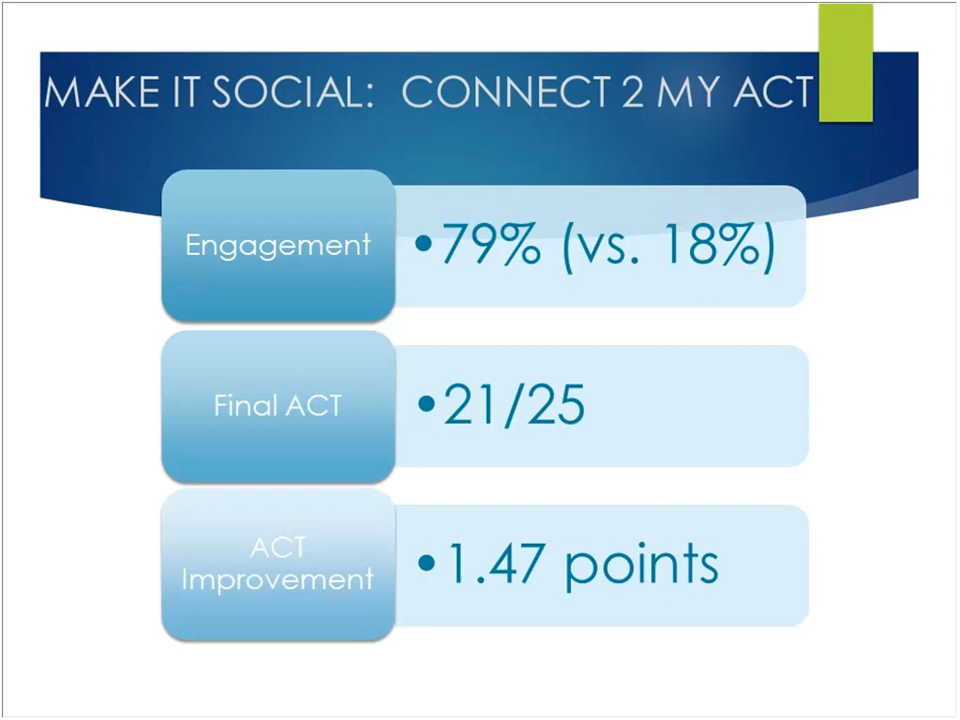 MAKE IT SOCIAL: CONNECT 2 MY ACT
Engagement
•79% (vs. 18%)
Final ACT
•21/25
ACT
Improvement
•1.47 points